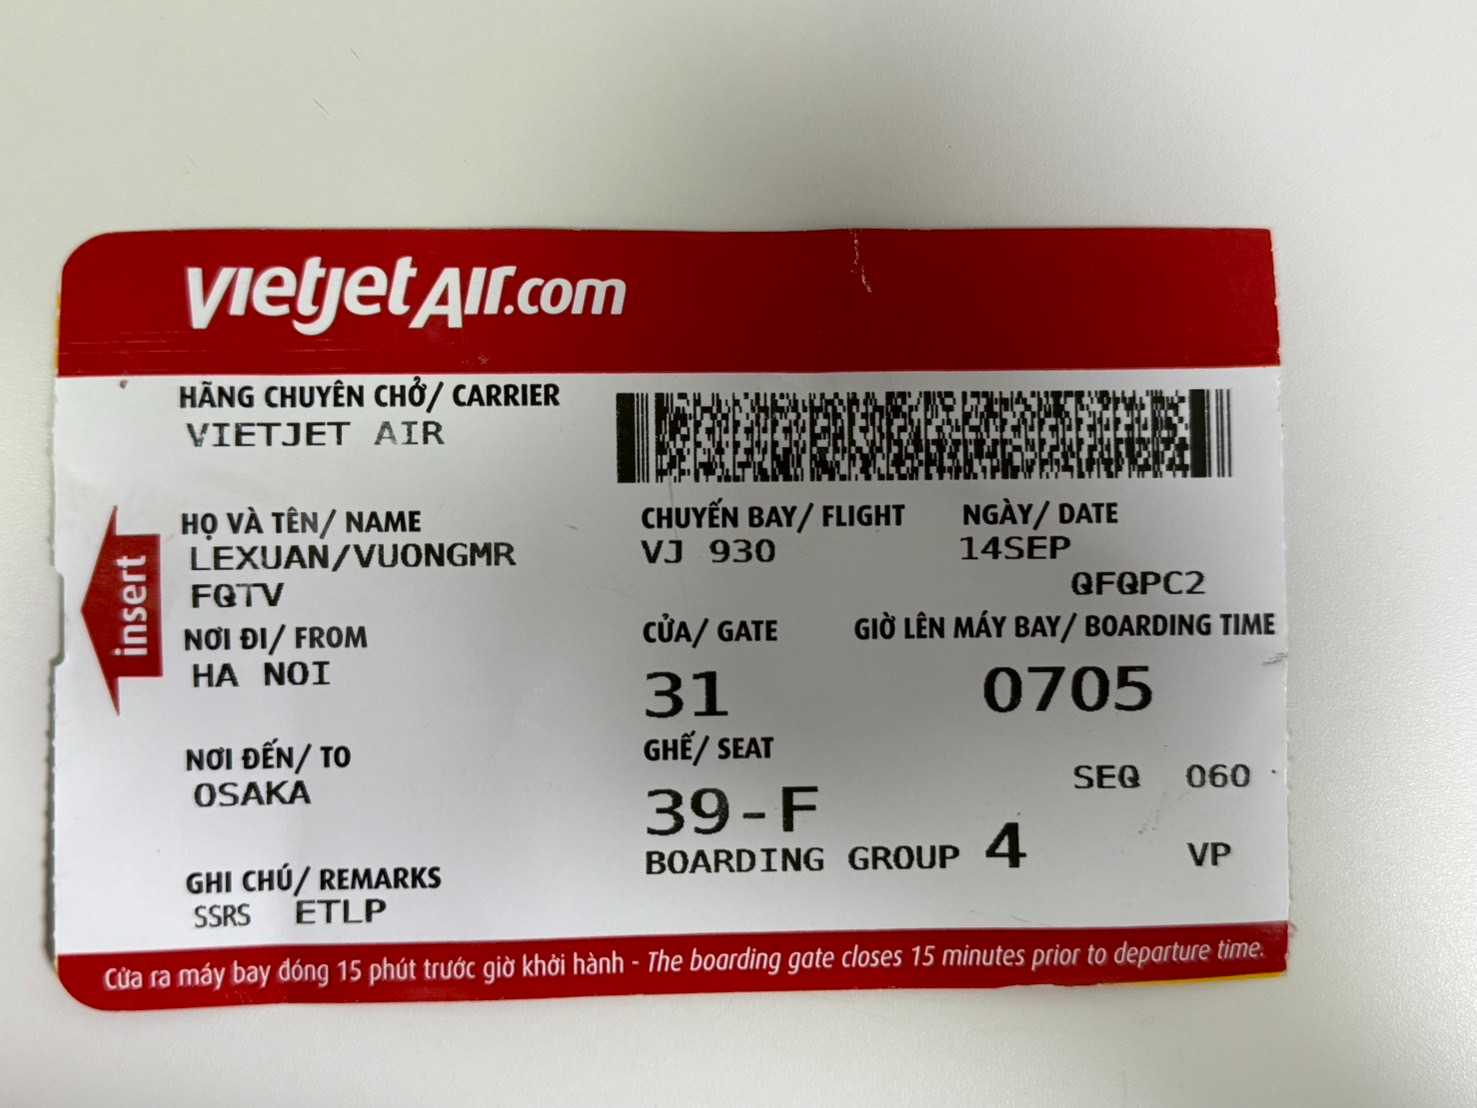 vietjetAir.com
HÃNG CHUYÊN CHỞ/ CARRIER
VIETJET AIR
HỌ VÀ TÊN/ NAME
LEXUAN/VUONGMR
FQTV
CHUYẾN BAY/ FLIGHT
VJ 930
NGÀY/ DATE
14SEP
QFQPC2
insert
NƠI ĐI/ FROM
HA NOI
CỬA/ GATE
31
GIỜ LÊN MÁY BAY/ BOARDING TIME
0705
NƠI ĐẾN/ TO
OSAKA
GHẾ/ SEAT
39-F
SEQ 060
BOARDING GROUP 4
VP
GHI CHÚ/ REMARKS
SSRS ETLP
Cửa ra máy bay đóng 15 phút trước giờ khởi hành - The boarding gate closes 15 minutes prior to departure time.